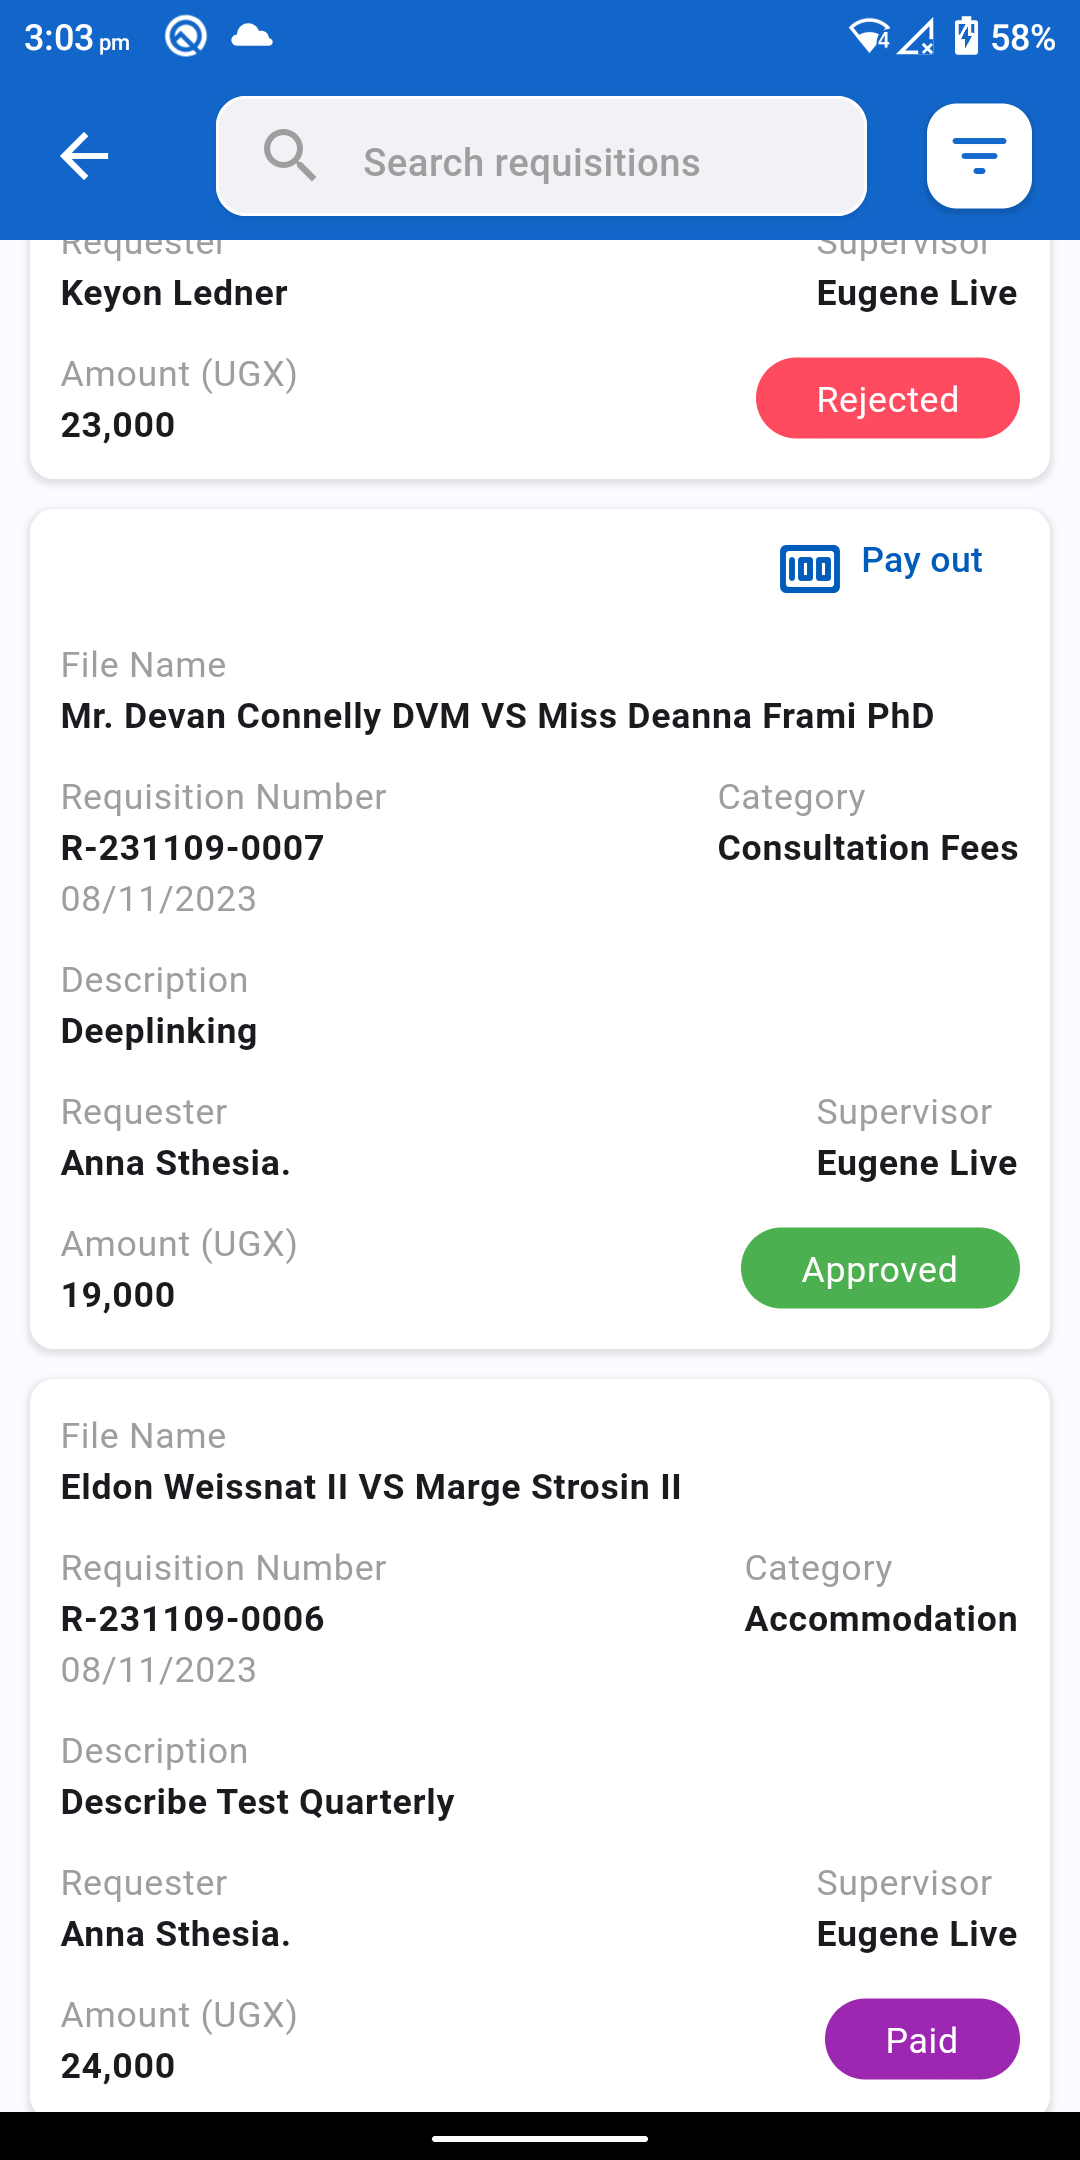 3:03 pm 58%
Search requisitions
Requester Supervisor
Keyon Ledner Eugene Live
Amount (UGX)
23,000
Rejected
Pay out
File Name
Mr. Devan Connelly DVM VS Miss Deanna Frami PhD
Requisition Number Category
R-231109-0007 Consultation Fees
08/11/2023
Description
Deeplinking
Requester Supervisor
Anna Sthesia. Eugene Live
Amount (UGX)
19,000
Approved
File Name
Eldon Weissnat II VS Marge Strosin II
Requisition Number Category
R-231109-0006 Accommodation
08/11/2023
Description
Describe Test Quarterly
Requester Supervisor
Anna Sthesia. Eugene Live
Amount (UGX)
24,000
Paid